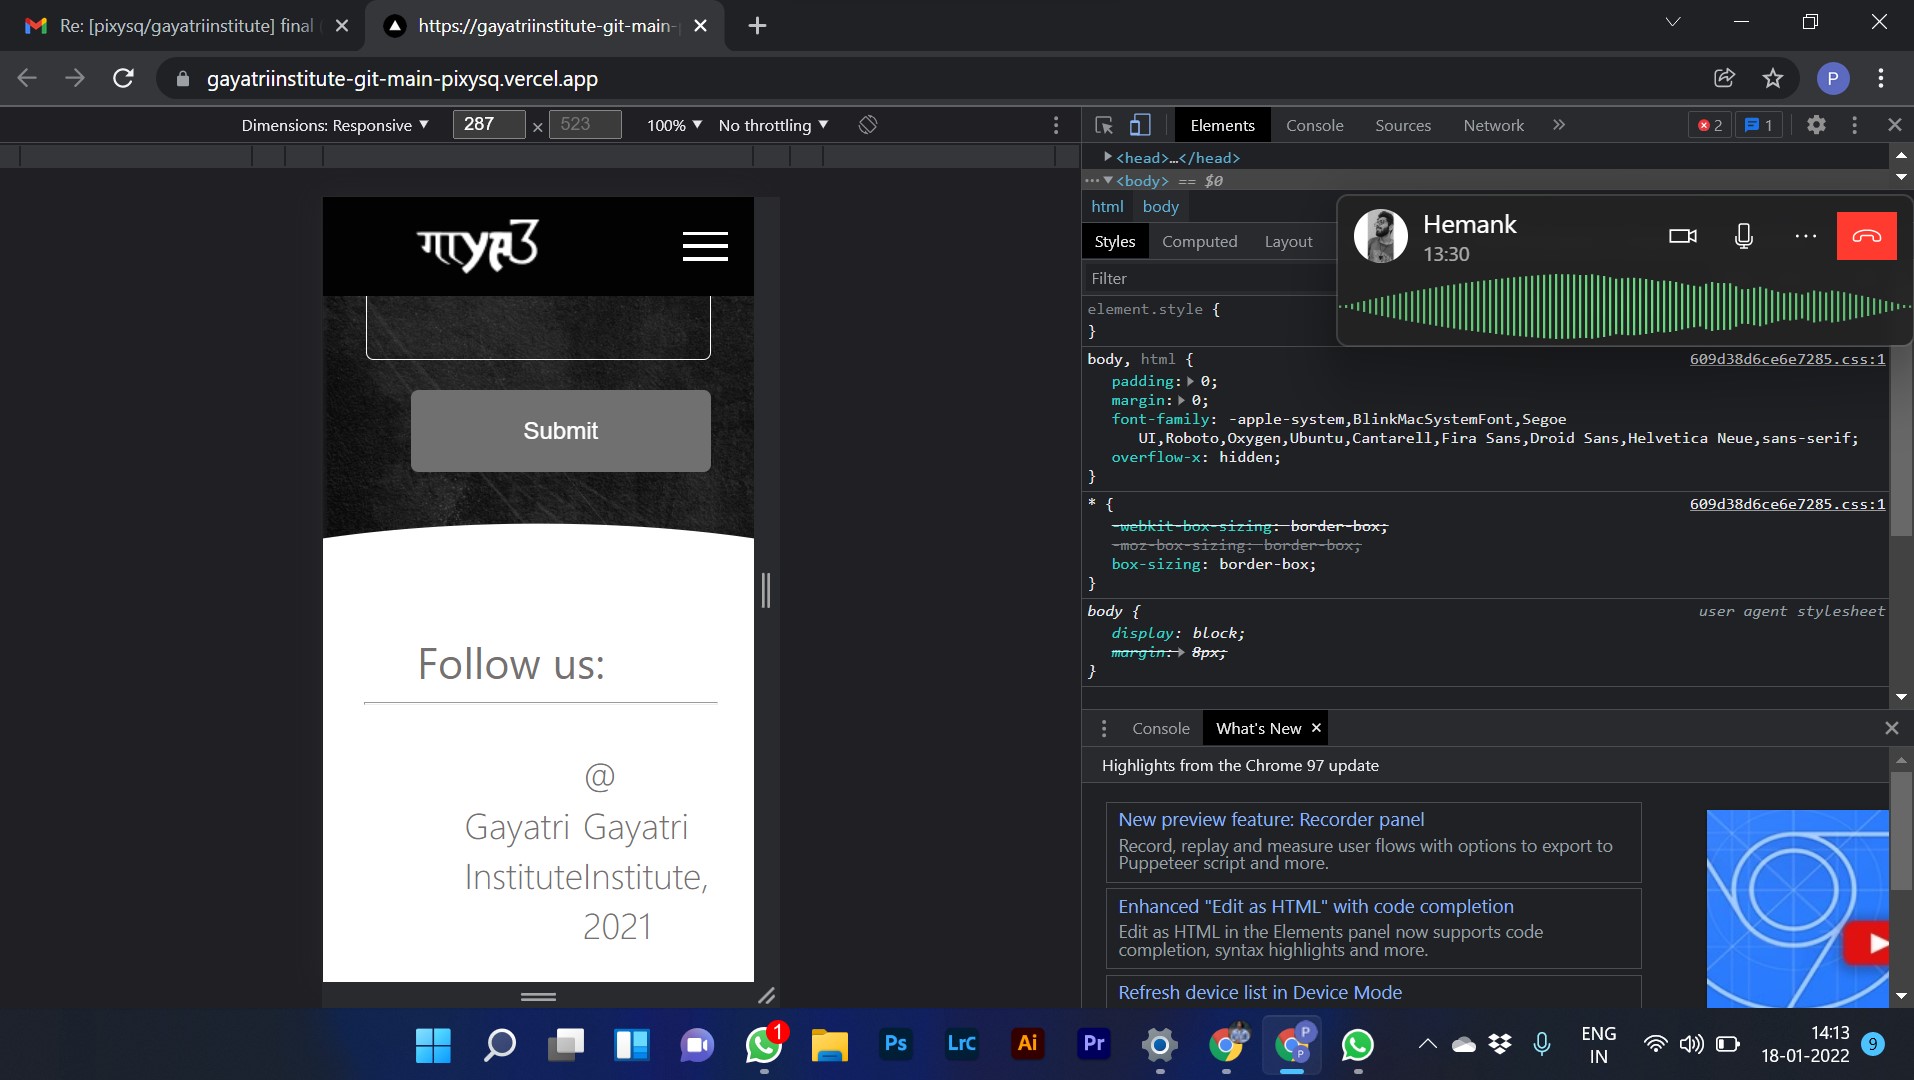 Re: [pixysq/gayatriinstitute] final
https://gayatriinstitute-git-main-
gayatriinstitute-git-main-pixysq.vercel.app
P
Dimensions: Responsive 287 × 523 100% No throttling
Elements Console Sources Network 2 1
<head>…</head>
<body> == $0
html body
Styles Computed Layout
Filter
Hemank
13:30
element.style {
}
body, html { 609d38d6ce6e7285.css:1
padding: 0;
margin: 0;
font-family: -apple-system,BlinkMacSystemFont,Segoe
UI,Roboto,Oxygen,Ubuntu,Cantarell,Fira Sans,Droid Sans,Helvetica Neue,sans-serif;
overflow-x: hidden;
}
* { 609d38d6ce6e7285.css:1
-webkit-box-sizing: border-box;
-moz-box-sizing: border-box;
box-sizing: border-box;
}
body { user agent stylesheet
display: block;
margin: 8px;
}
Submit
Follow us:
@
Gayatri Gayatri
InstituteInstitute,
2021
Console What's New
Highlights from the Chrome 97 update
New preview feature: Recorder panel
Record, replay and measure user flows with options to export to
Puppeteer script and more.
Enhanced "Edit as HTML" with code completion
Edit as HTML in the Elements panel now supports code
completion, syntax highlights and more.
Refresh device list in Device Mode
1
Ps LrC Ai Pr
P
P
ENG
IN
14:13
18-01-2022
9